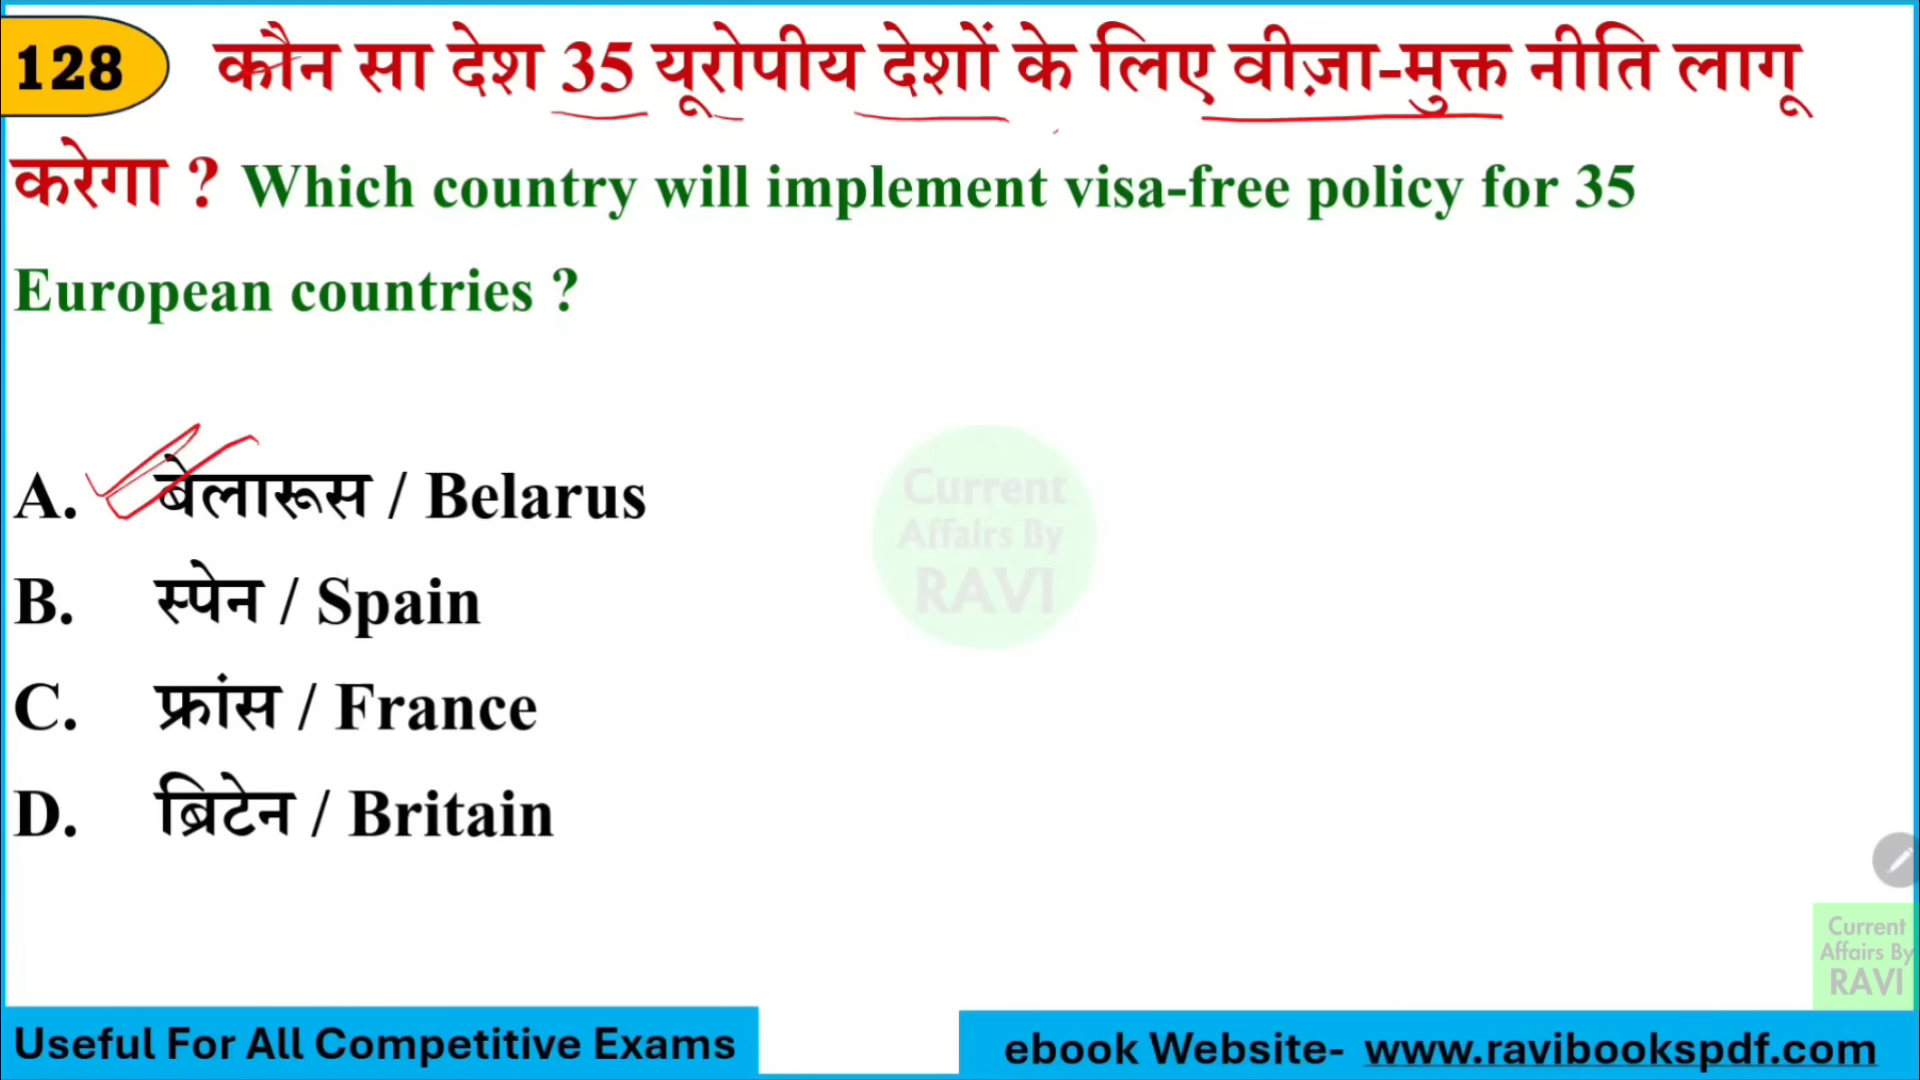 128 कौन सा देश 35 यूरोपीय देशों के लिए वीज़ा-मुक्त नीति लागू
करेगा ? Which country will implement visa-free policy for 35
European countries ?
A. बेलारूस / Belarus
B. स्पेन / Spain
C. फ्रांस / France
D. ब्रिटेन / Britain
Current
Affairs By
RAVI
Current
Affairs By
RAVI
Useful For All Competitive Exams
ebook Website- www.ravibookspdf.com